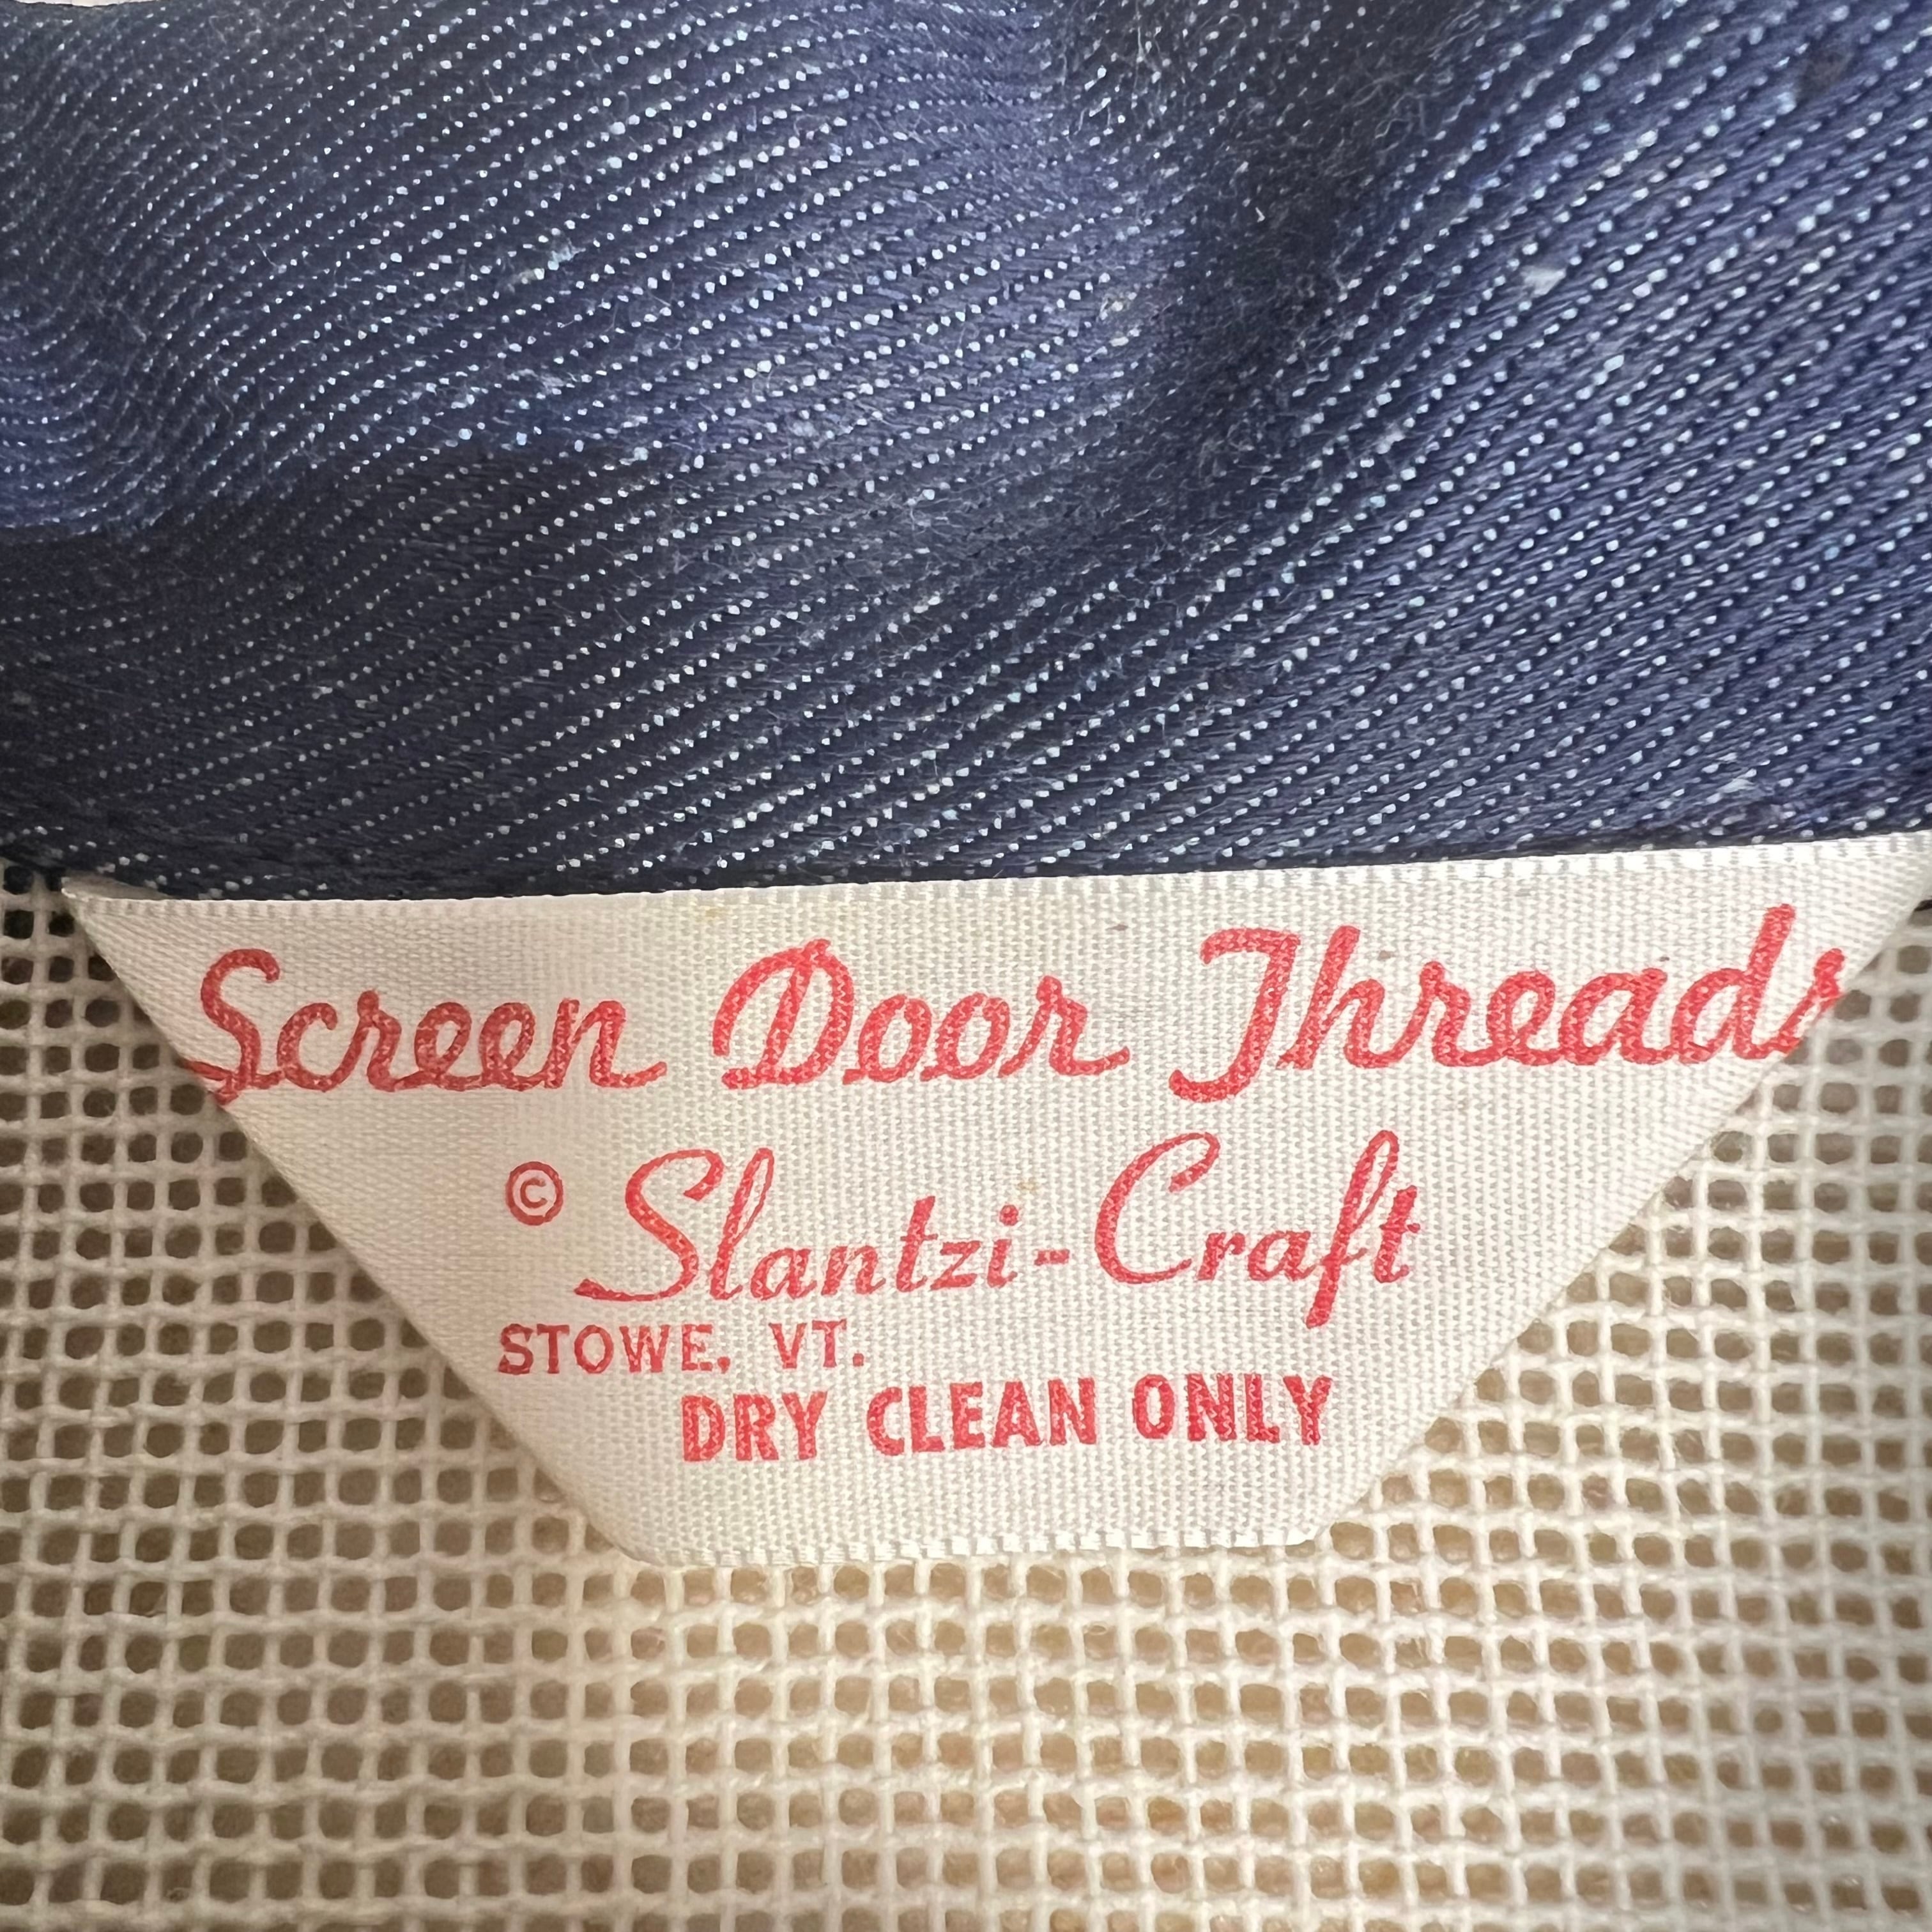 Screen Door Threads
© Slantzi-Craft
STOWE, VT.
DRY CLEAN ONLY